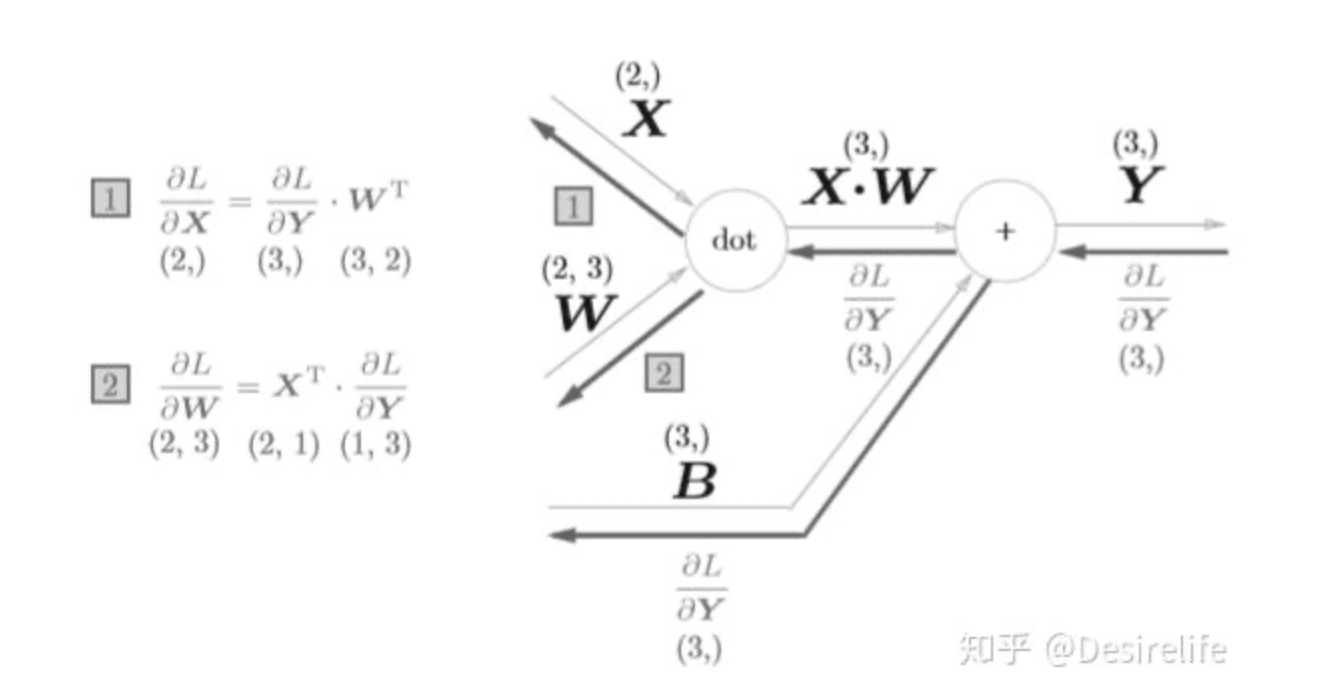 1 ∂L/∂X = ∂L/∂Y · W^T
(2,) (3,) (3, 2)
2 ∂L/∂W = X^T · ∂L/∂Y
(2, 3) (2, 1) (1, 3)
(2,)
X
1
(2, 3)
W
2
dot
(3,)
X·W
∂L/∂Y
(3,)
+
(3,)
Y
∂L/∂Y
(3,)
(3,)
B
∂L/∂Y
(3,)
知乎 @Desirelife